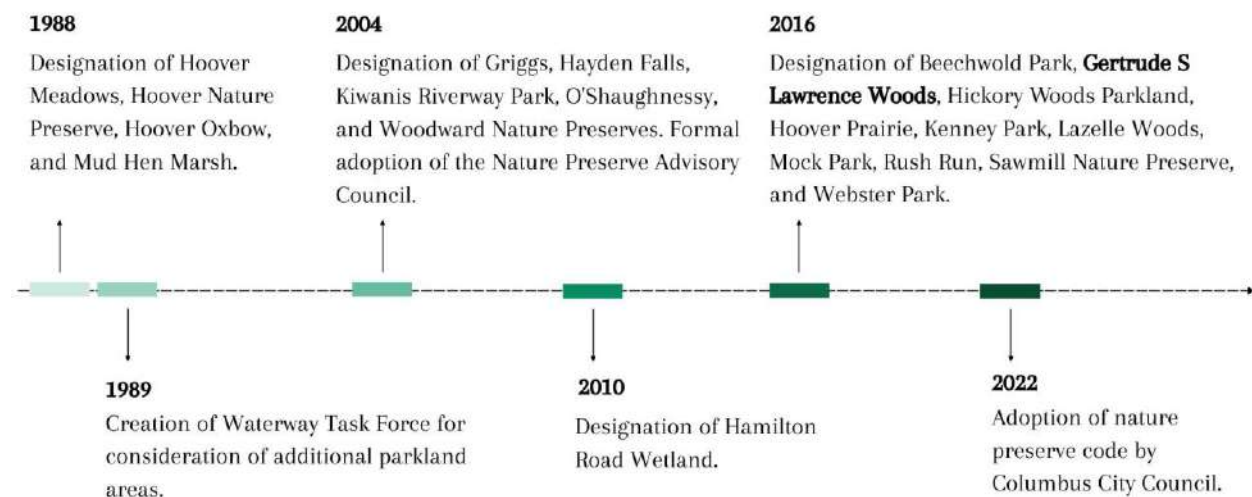 1988
Designation of Hoover
Meadows, Hoover Nature
Preserve, Hoover Oxbow,
and Mud Hen Marsh.
2004
Designation of Griggs, Hayden Falls,
Kiwanis Riverway Park, O'Shaughnessy,
and Woodward Nature Preserves. Formal
adoption of the Nature Preserve Advisory
Council.
2016
Designation of Beechwold Park, Gertrude S
Lawrence Woods, Hickory Woods Parkland,
Hoover Prairie, Kenney Park, Lazelle Woods,
Mock Park, Rush Run, Sawmill Nature Preserve,
and Webster Park.
1989
Creation of Waterway Task Force for
consideration of additional parkland
areas.
2010
Designation of Hamilton
Road Wetland.
2022
Adoption of nature
preserve code by
Columbus City Council.